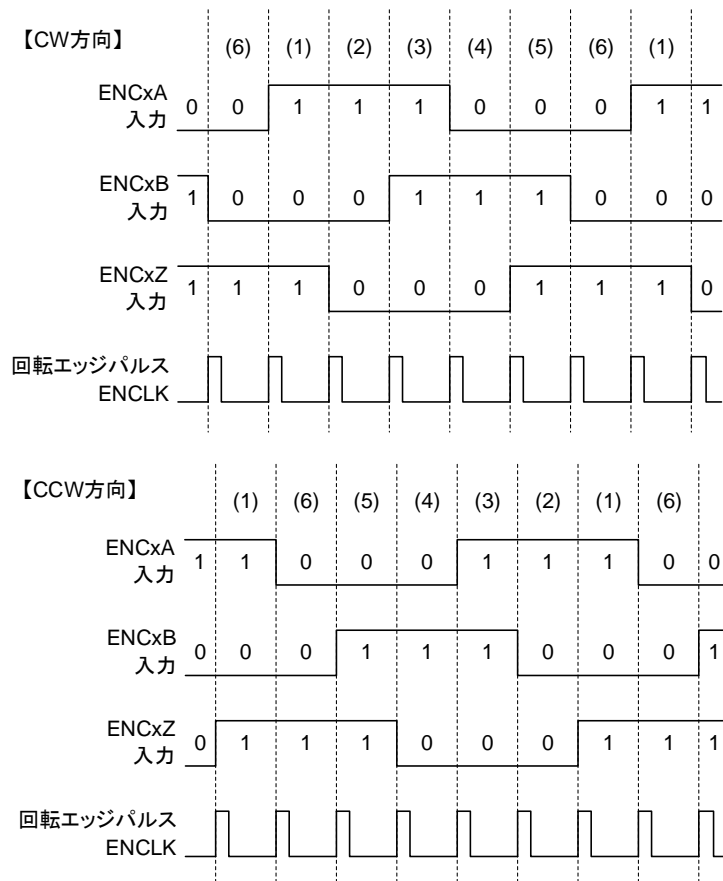 【CW方向】
(6) (1) (2) (3) (4) (5) (6) (1)
ENCxA
入力
0 0 1 1 1 0 0 0 1 1
ENCxB
入力
1 0 0 0 1 1 1 0 0 0
ENCxZ
入力
1 1 1 0 0 0 1 1 1 0
回転エッジパルス
ENCLK
【CCW方向】
(1) (6) (5) (4) (3) (2) (1) (6)
ENCxA
入力
1 1 0 0 0 1 1 1 0 0
ENCxB
入力
0 0 0 1 1 1 0 0 0 1
ENCxZ
入力
0 1 1 1 0 0 0 1 1 1
回転エッジパルス
ENCLK